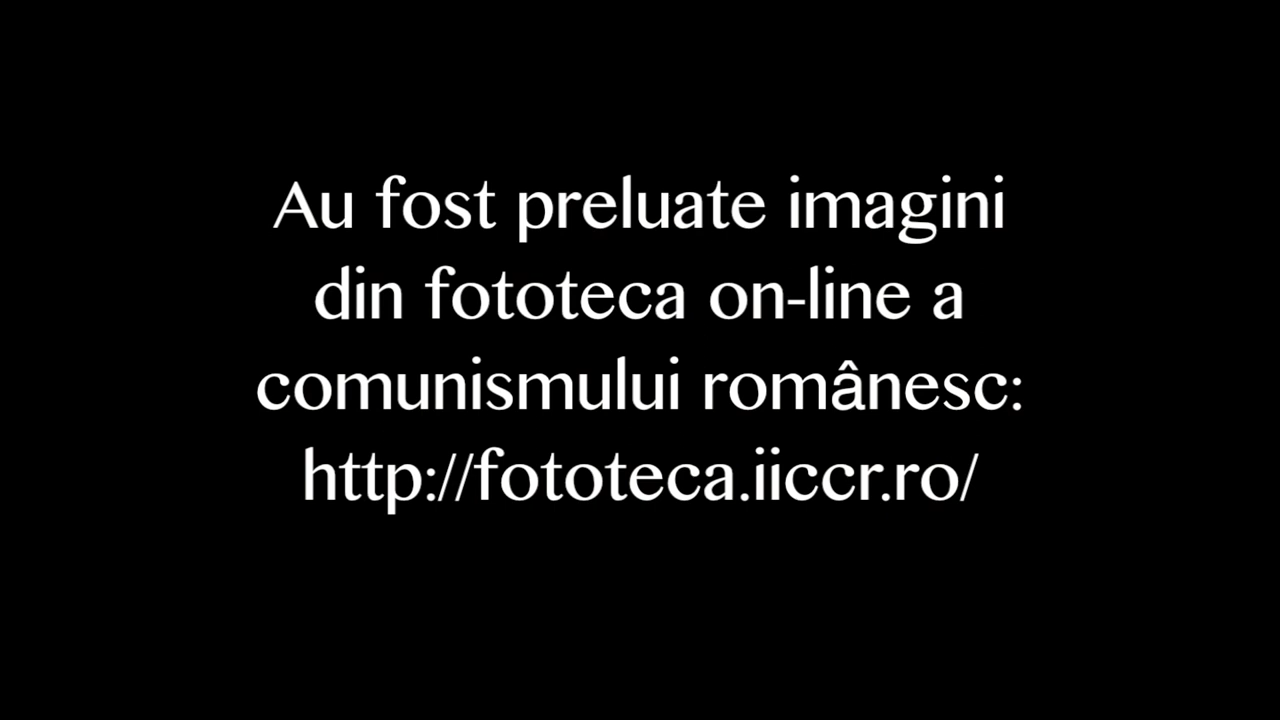 Au fost preluate imagini
din fototeca on-line a
comunismului românesc:
http://fototeca.iiccr.ro/